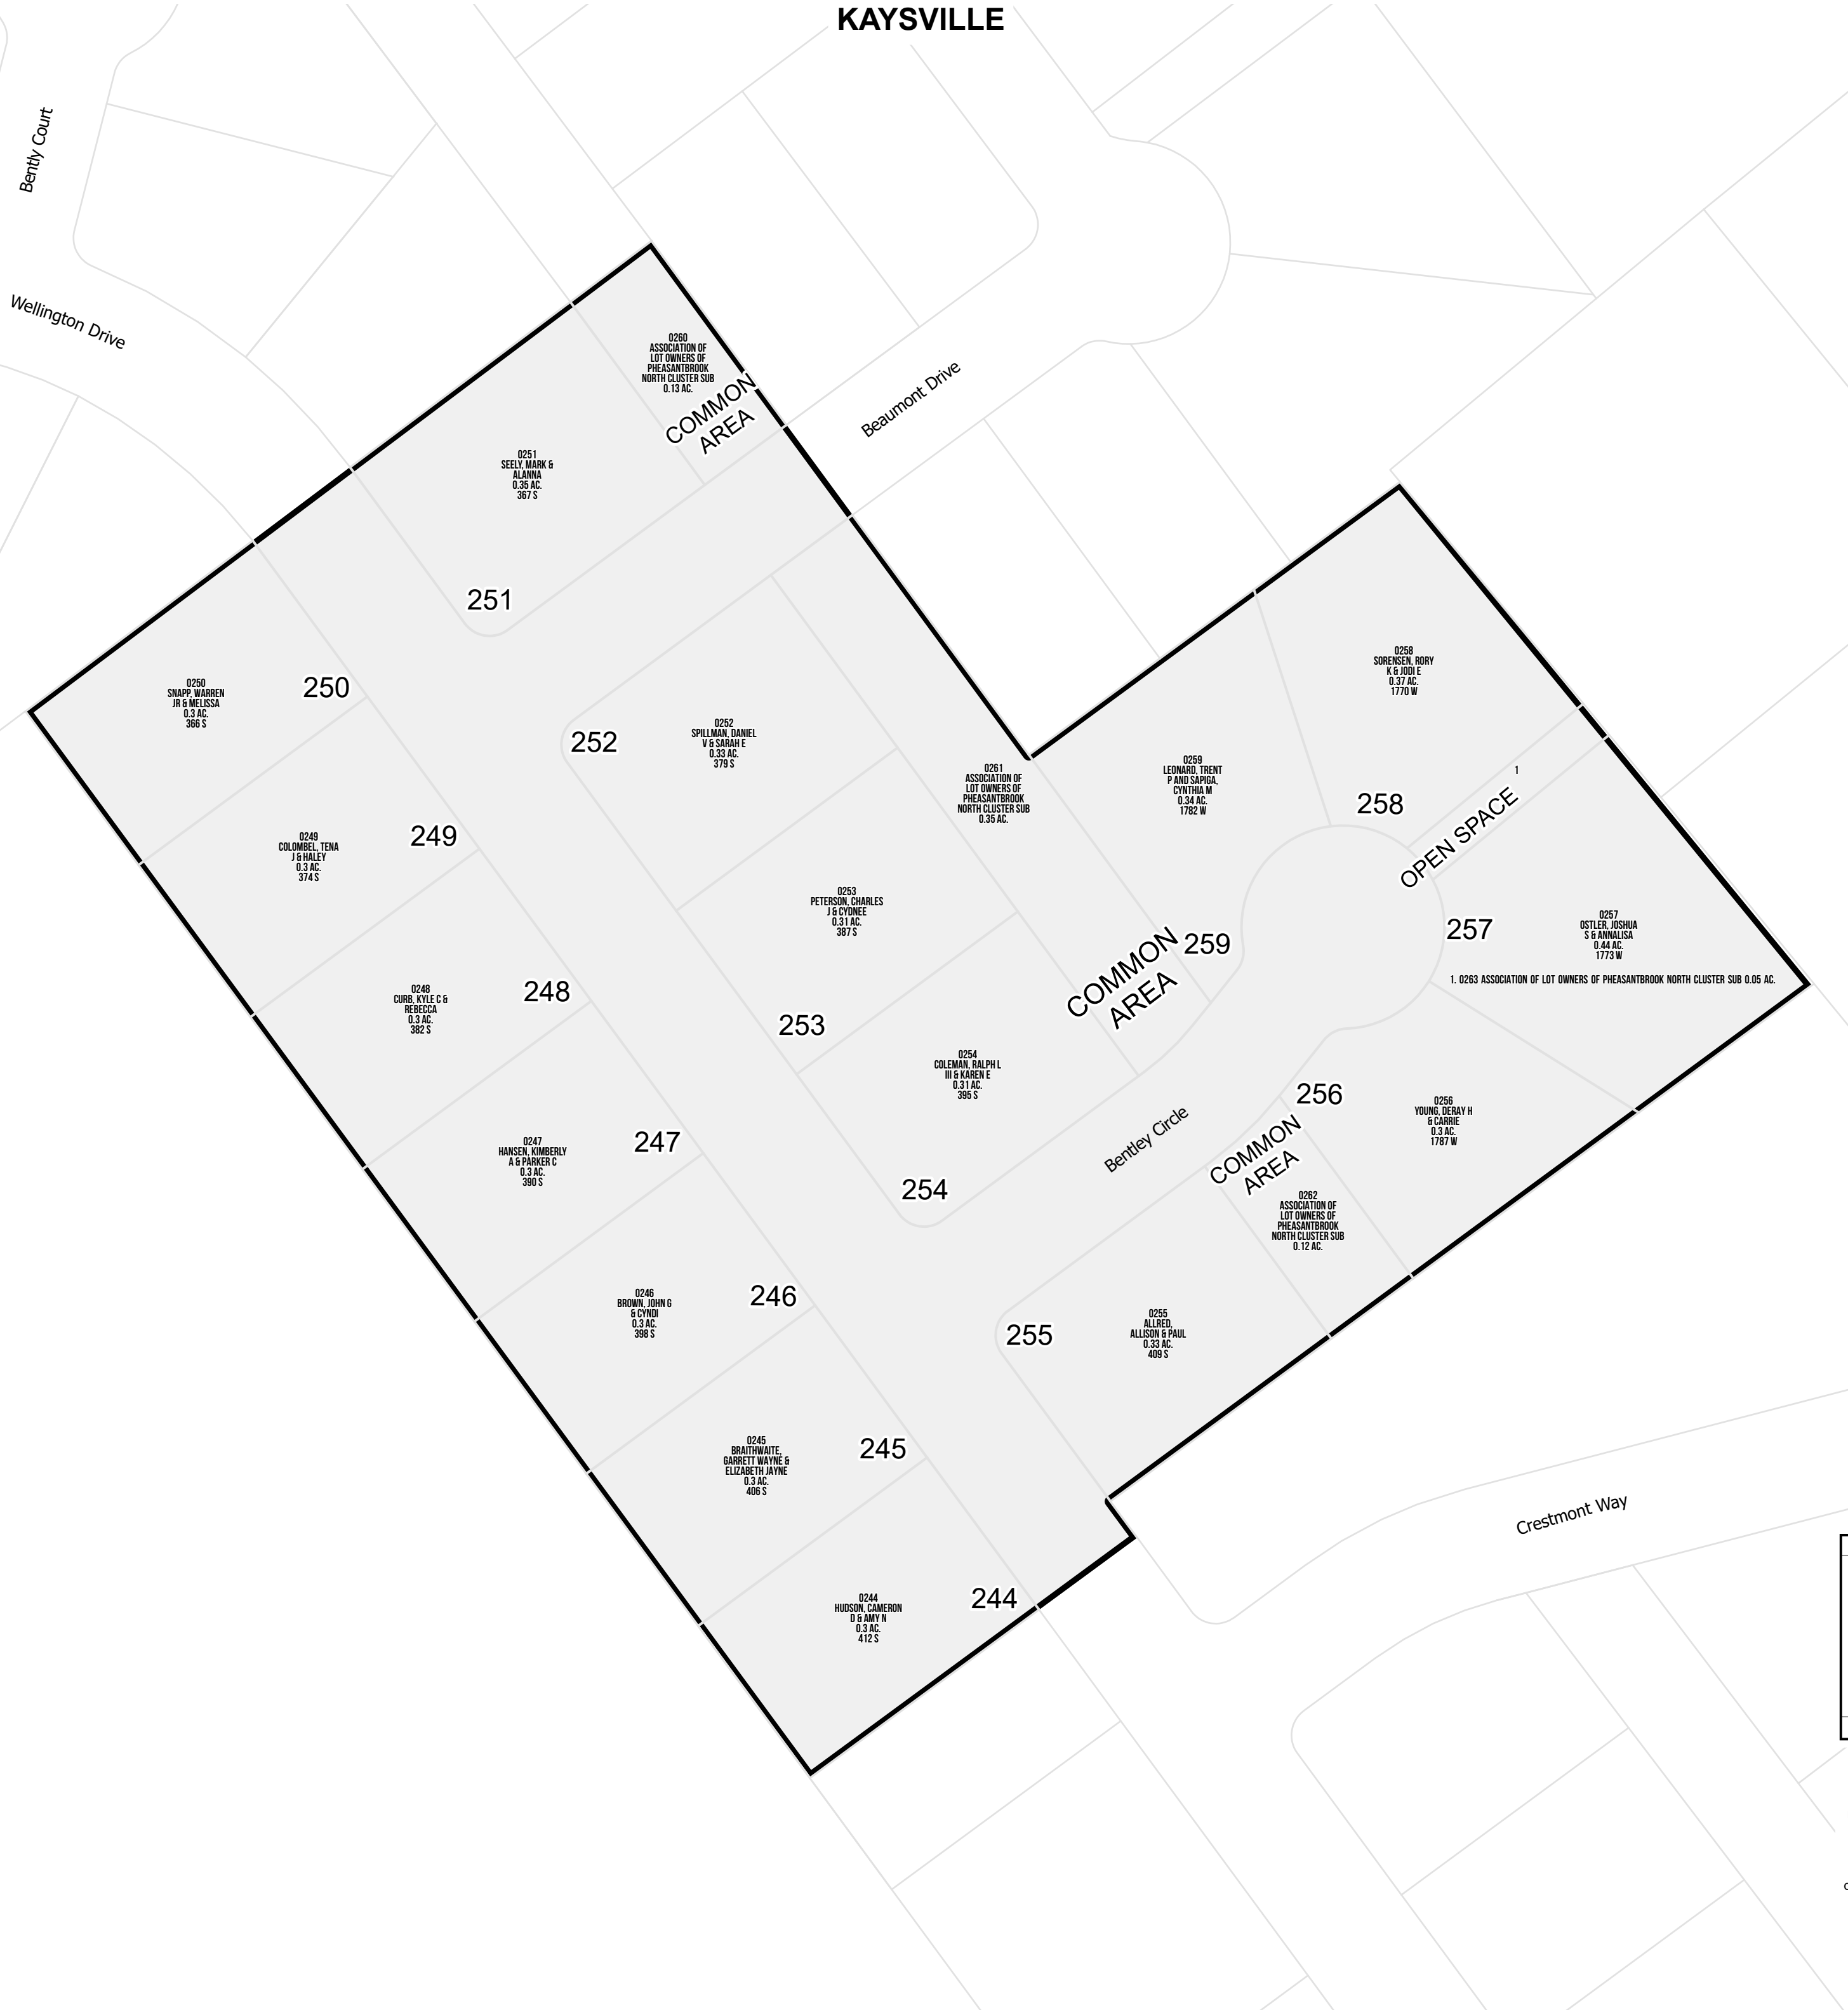 KAYSVILLE
Bently Court
Wellington Drive
0260
ASSOCIATION OF
LOT OWNERS OF
PHEASANTBROOK
NORTH CLUSTER SUB
0.13 AC.
COMMON
AREA
Beaumont Drive
0251
SEELY, MARK &
ALANNA
0.35 AC.
367 S
251
0250
SNAPP, WARREN
JR & MELISSA
0.3 AC.
366 S
250
252
0252
SPILLMAN, DANIEL
V & SARAH E
0.33 AC.
379 S
0261
ASSOCIATION OF
LOT OWNERS OF
PHEASANTBROOK
NORTH CLUSTER SUB
0.35 AC.
0259
LEONARD, TRENT
P AND SAPIGA,
CYNTHIA M
0.34 AC.
1782 W
0258
SORENSEN, RORY
K & JODI E
0.37 AC.
1770 W
258
1
OPEN SPACE
0249
COLOMBEL, TENA
J & HALEY
0.3 AC.
374 S
249
0253
PETERSON, CHARLES
J & CYDNEE
0.31 AC.
387 S
COMMON
AREA
259
257
0257
OSTLER, JOSHUA
S & ANNALISA
0.44 AC.
1773 W
1. 0263 ASSOCIATION OF LOT OWNERS OF PHEASANTBROOK NORTH CLUSTER SUB 0.05 AC.
0248
CURB, KYLE C &
REBECCA
0.3 AC.
382 S
248
253
0254
COLEMAN, RALPH L
III & KAREN E
0.31 AC.
395 S
256
0256
YOUNG, DERAY H
& CARRIE
0.3 AC.
1787 W
Bentley Circle
COMMON
AREA
0262
ASSOCIATION OF
LOT OWNERS OF
PHEASANTBROOK
NORTH CLUSTER SUB
0.12 AC.
0247
HANSEN, KIMBERLY
A & PARKER C
0.3 AC.
390 S
247
254
0246
BROWN, JOHN G
& CYNDI
0.3 AC.
398 S
246
255
0255
ALLRED,
ALLISON & PAUL
0.33 AC.
409 S
0245
BRAITHWAITE,
GARRETT WAYNE &
ELIZABETH JAYNE
0.3 AC.
406 S
245
Crestmont Way
0244
HUDSON, CAMERON
D & AMY N
0.3 AC.
412 S
244